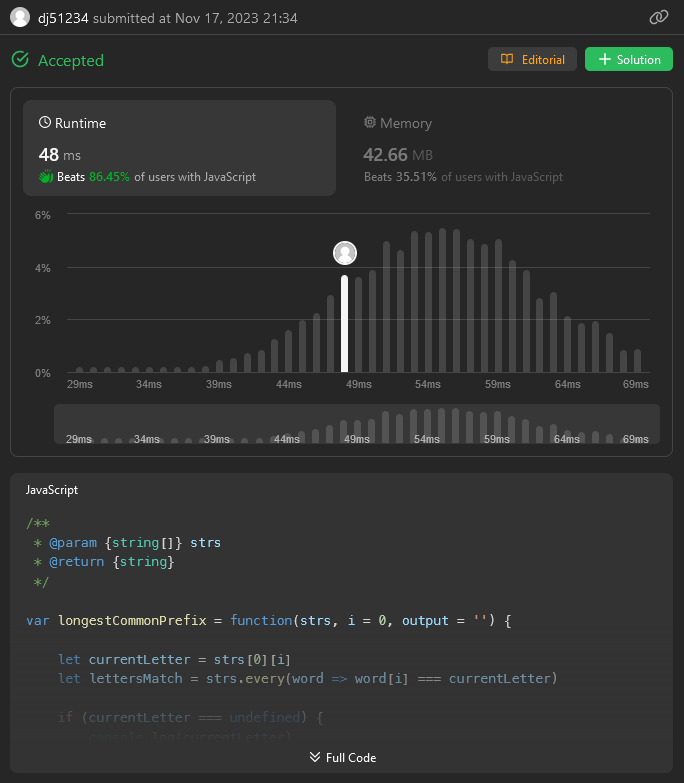 dj51234 submitted at Nov 17, 2023 21:34
Accepted
Editorial
Solution
Runtime
48 ms
Beats 86.45% of users with JavaScript
Memory
42.66 MB
Beats 35.51% of users with JavaScript
6%
4%
2%
0%
29ms 34ms 39ms 44ms 49ms 54ms 59ms 64ms 69ms
29ms 34ms 39ms 44ms 49ms 54ms 59ms 64ms 69ms
JavaScript
/**
 * @param {string[]} strs
 * @return {string}
 */
var longestCommonPrefix = function(strs, i = 0, output = '') {
    let currentLetter = strs[0][i]
    let lettersMatch = strs.every(word => word[i] === currentLetter)
    if (currentLetter === undefined) {
        console.log(currentLetter)
Full Code